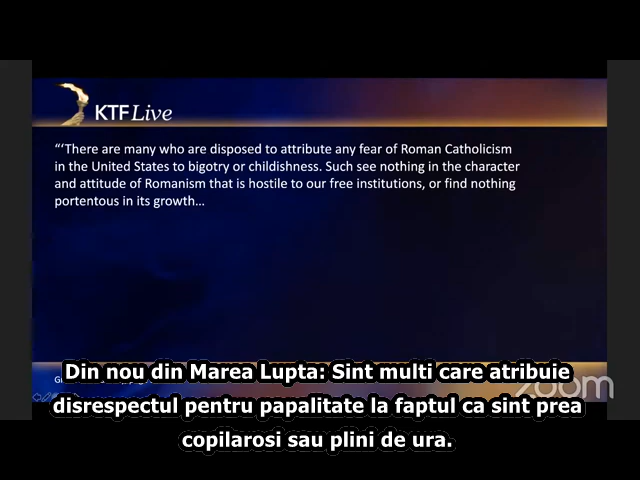 KTF Live
“‘There are many who are disposed to attribute any fear of Roman Catholicism
in the United States to bigotry or childishness. Such see nothing in the character
and attitude of Romanism that is hostile to our free institutions, or find nothing
portentous in its growth…
Din nou din Marea Lupta: Sint multi care atribuie
disrespectul pentru papalitate la faptul ca sint prea
copilarosi sau plini de ura.
zoom